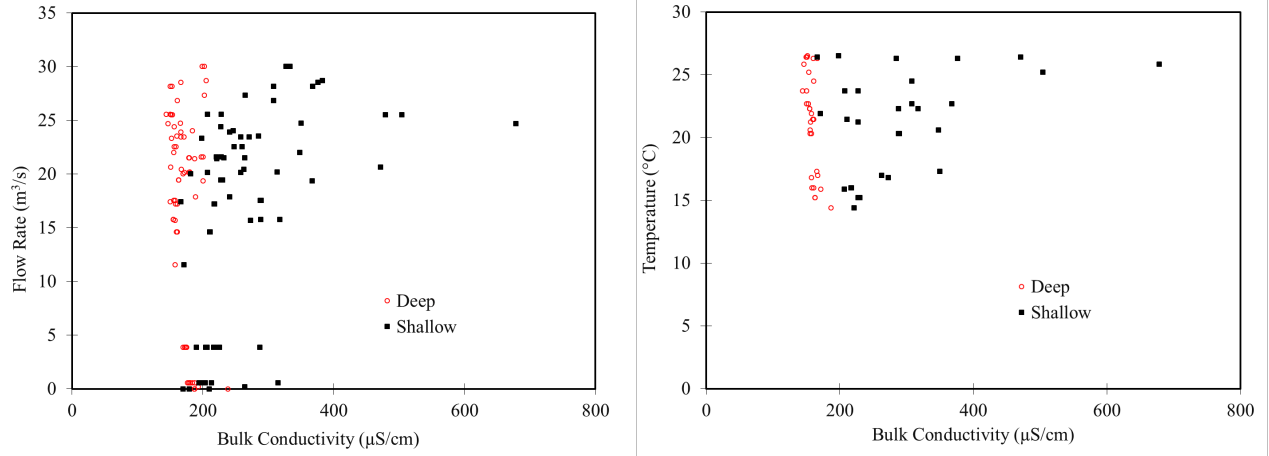 35
30
25
20
15
10
5
0
Flow Rate (m³/s)
0 200 400 600 800
Bulk Conductivity (µS/cm)
Deep
Shallow
30
25
20
15
10
5
0
Temperature (°C)
0 200 400 600 800
Bulk Conductivity (µS/cm)
Deep
Shallow